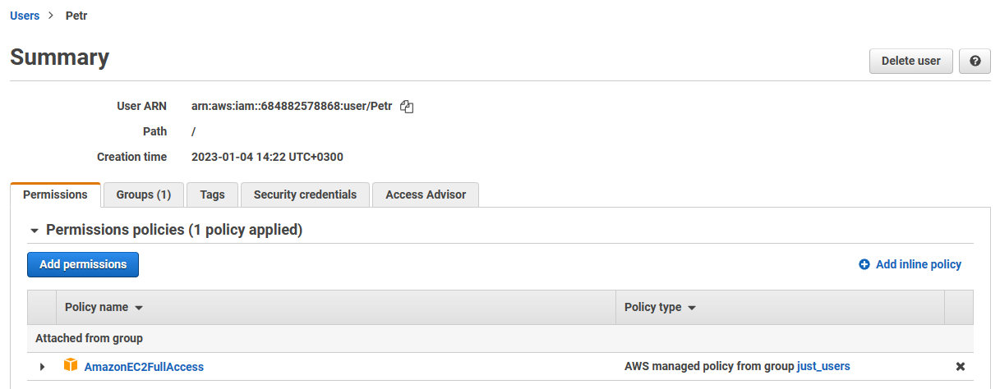 Users > Petr
Summary
Delete user
User ARN arn:aws:iam::684882578868:user/Petr
Path /
Creation time 2023-01-04 14:22 UTC+0300
Permissions Groups (1) Tags Security credentials Access Advisor
Permissions policies (1 policy applied)
Add permissions Add inline policy
Policy name Policy type
Attached from group
AmazonEC2FullAccess AWS managed policy from group just_users